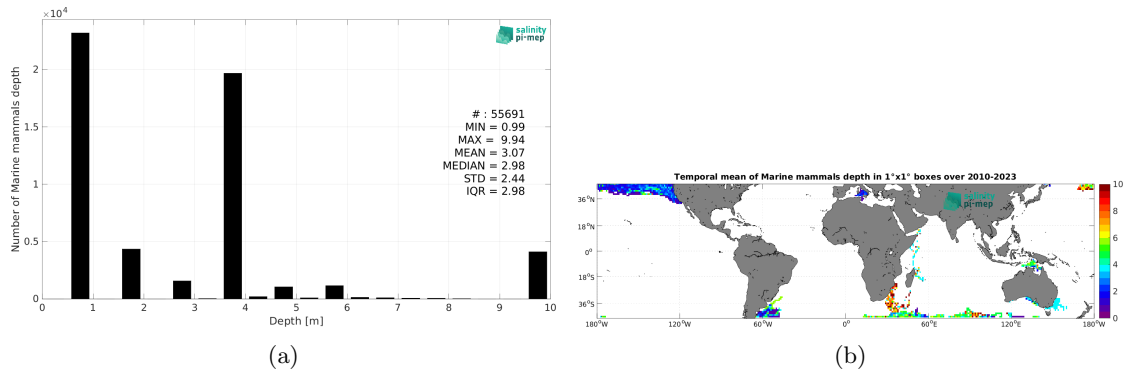 ×10⁴
salinity
pi-mep
2
1.5
1
0.5
0
Number of Marine mammals depth
# : 55691
MIN = 0.99
MAX = 9.94
MEAN = 3.07
MEDIAN = 2.98
STD = 2.44
IQR = 2.98
0 1 2 3 4 5 6 7 8 9 10
Depth [m]
(a)
Temporal mean of Marine mammals depth in 1°x1° boxes over 2010-2023
salinity
pi-mep
36°N
18°N
0°
18°S
36°S
180°W 120°W 60°W 0° 60°E 120°E 180°W
10
8
6
4
2
0
(b)